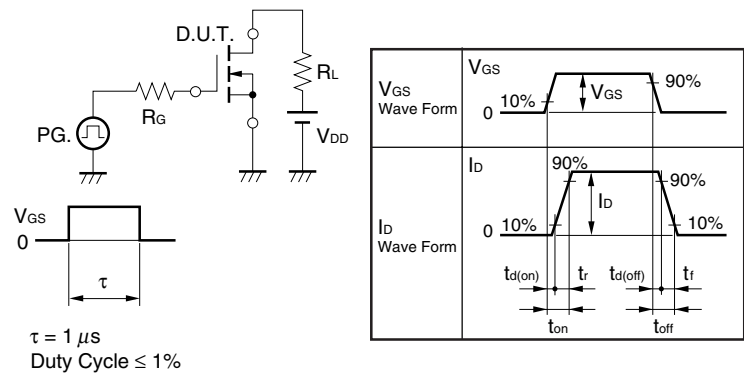 D.U.T.
RL
RG
PG.
VDD
VGS
0
τ
τ = 1 μs
Duty Cycle ≤ 1%
VGS
Wave Form
VGS
10%
0
VGS
90%
ID
Wave Form
ID
90%
90%
ID
0
10%
10%
td(on)
tr
td(off)
tf
ton
toff